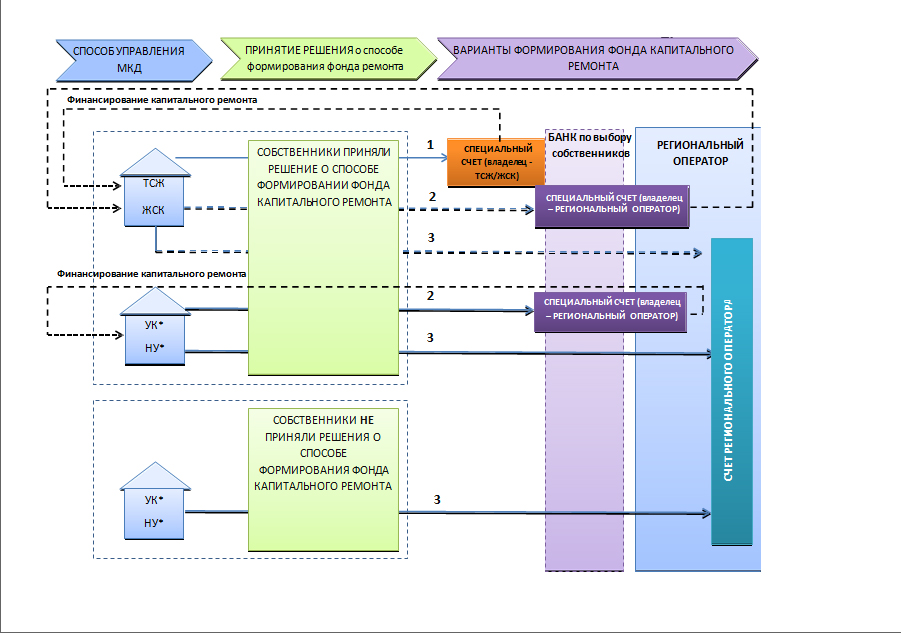 СПОСОБ УПРАВЛЕНИЯ
МКД
ПРИНЯТИЕ РЕШЕНИЯ о способе
формирования фонда ремонта
ВАРИАНТЫ ФОРМИРОВАНИЯ ФОНДА КАПИТАЛЬНОГО
РЕМОНТА
Финансирование капитального ремонта
ТСЖ
ЖСК
СОБСТВЕННИКИ ПРИНЯЛИ
РЕШЕНИЕ О СПОСОБЕ
ФОРМИРОВАНИИ ФОНДА
КАПИТАЛЬНОГО РЕМОНТА
1
СПЕЦИАЛЬНЫЙ
СЧЕТ (владелец -
ТСЖ/ЖСК)
БАНК по выбору
собственников
РЕГИОНАЛЬНЫЙ
ОПЕРАТОР
2
СПЕЦИАЛЬНЫЙ СЧЕТ (владелец
– РЕГИОНАЛЬНЫЙ ОПЕРАТОР)
3
Финансирование капитального ремонта
УК*
НУ*
2
СПЕЦИАЛЬНЫЙ СЧЕТ (владелец
– РЕГИОНАЛЬНЫЙ ОПЕРАТОР)
3
СЧЕТ РЕГИОНАЛЬНОГО ОПЕРАТОРА
СОБСТВЕННИКИ НЕ
ПРИНЯЛИ РЕШЕНИЯ О
СПОСОБЕ
ФОРМИРОВАНИЯ ФОНДА
КАПИТАЛЬНОГО РЕМОНТА
УК*
НУ*
3